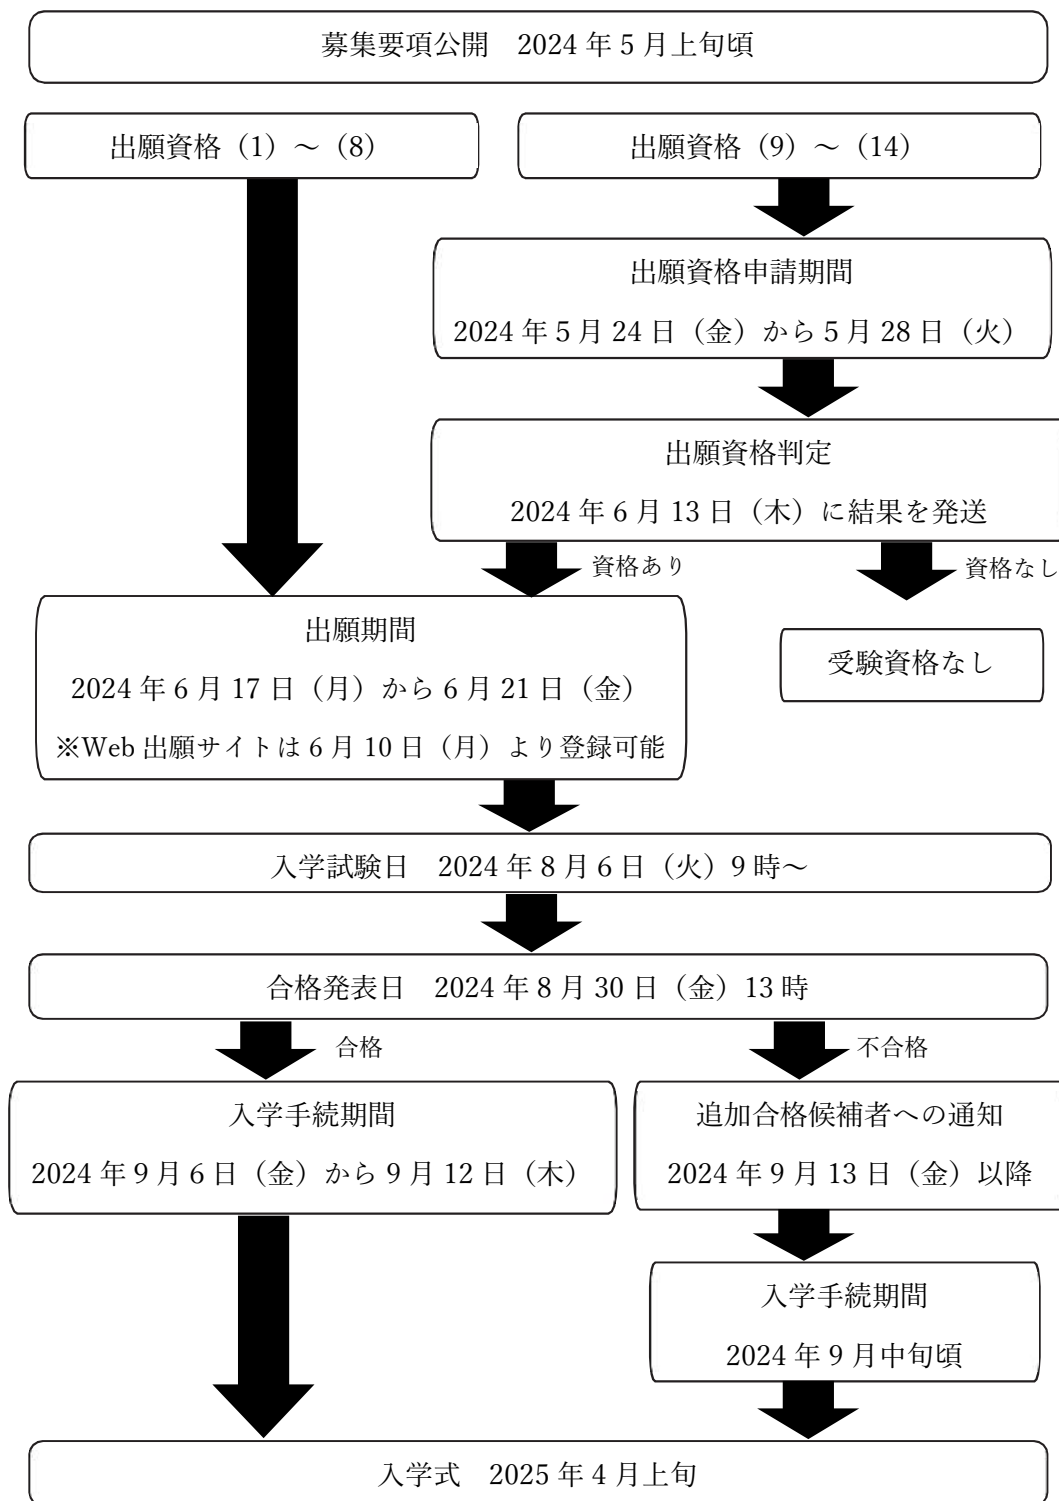 募集要項公開　2024 年 5 月上旬頃
出願資格（1）～（8）
出願資格（9）～（14）
出願資格申請期間
2024 年 5 月 24 日（金）から 5 月 28 日（火）
出願資格判定
2024 年 6 月 13 日（木）に結果を発送
資格あり
資格なし
出願期間
2024 年 6 月 17 日（月）から 6 月 21 日（金）
※Web 出願サイトは 6 月 10 日（月）より登録可能
受験資格なし
入学試験日　2024 年 8 月 6 日（火）9 時～
合格発表日　2024 年 8 月 30 日（金）13 時
合格
不合格
入学手続期間
2024 年 9 月 6 日（金）から 9 月 12 日（木）
追加合格候補者への通知
2024 年 9 月 13 日（金）以降
入学手続期間
2024 年 9 月中旬頃
入学式　2025 年 4 月上旬